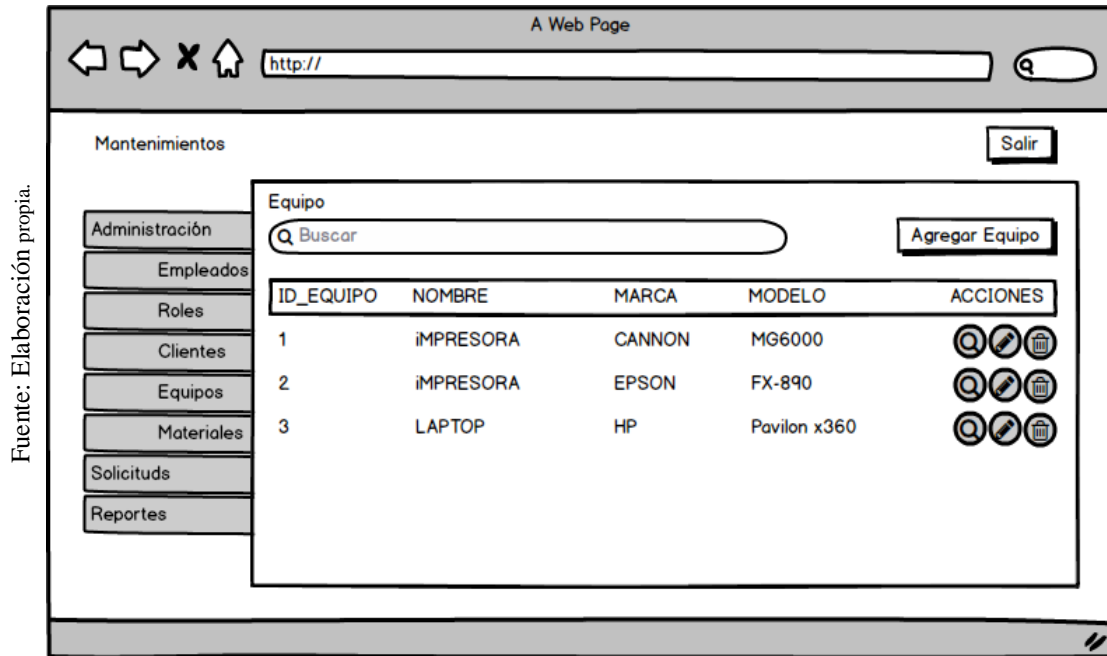 A Web Page
http://
Mantenimientos
Salir
Equipo
Buscar
Agregar Equipo
Administración
Empleados
Roles
Clientes
Equipos
Materiales
Solicituds
Reportes
ID_EQUIPO NOMBRE MARCA MODELO ACCIONES
1 iMPRESORA CANNON MG6000
2 iMPRESORA EPSON FX-890
3 LAPTOP HP Pavilon x360
Fuente: Elaboración propia.